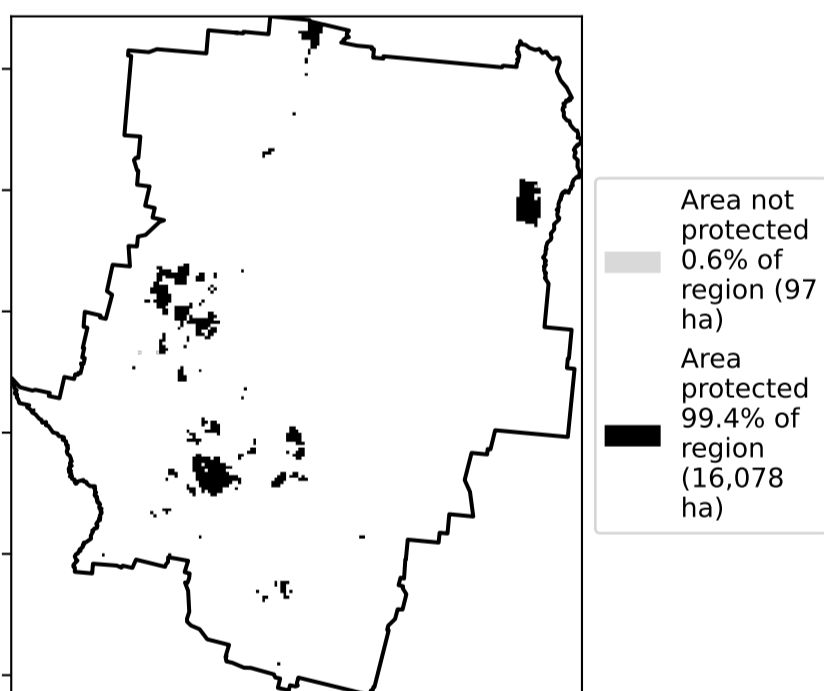 Area not
protected
0.6% of
region (97
ha)
Area
protected
99.4% of
region
(16,078
ha)